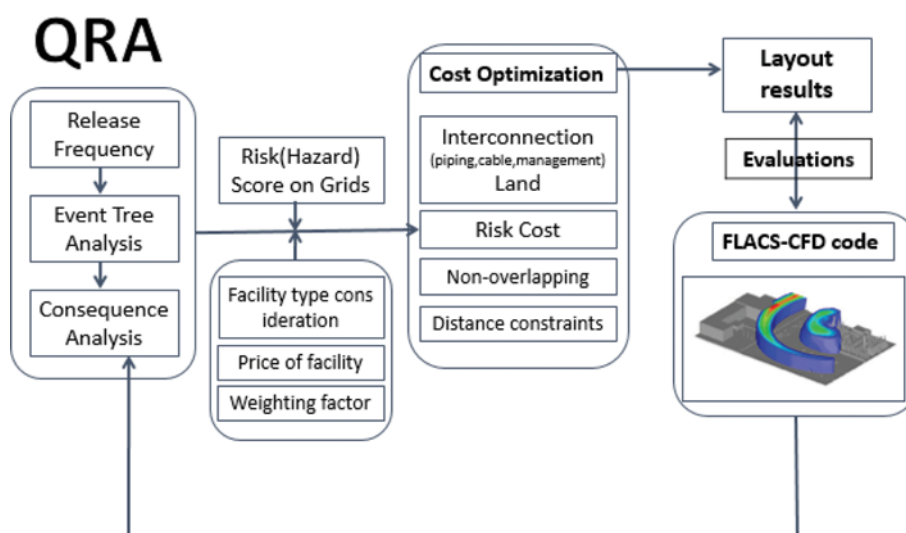 QRA
Release
Frequency
Event Tree
Analysis
Consequence
Analysis
Risk(Hazard)
Score on Grids
Facility type cons
ideration
Price of facility
Weighting factor
Cost Optimization
Interconnection
(piping,cable,management)
Land
Risk Cost
Non-overlapping
Distance constraints
Layout
results
Evaluations
FLACS-CFD code